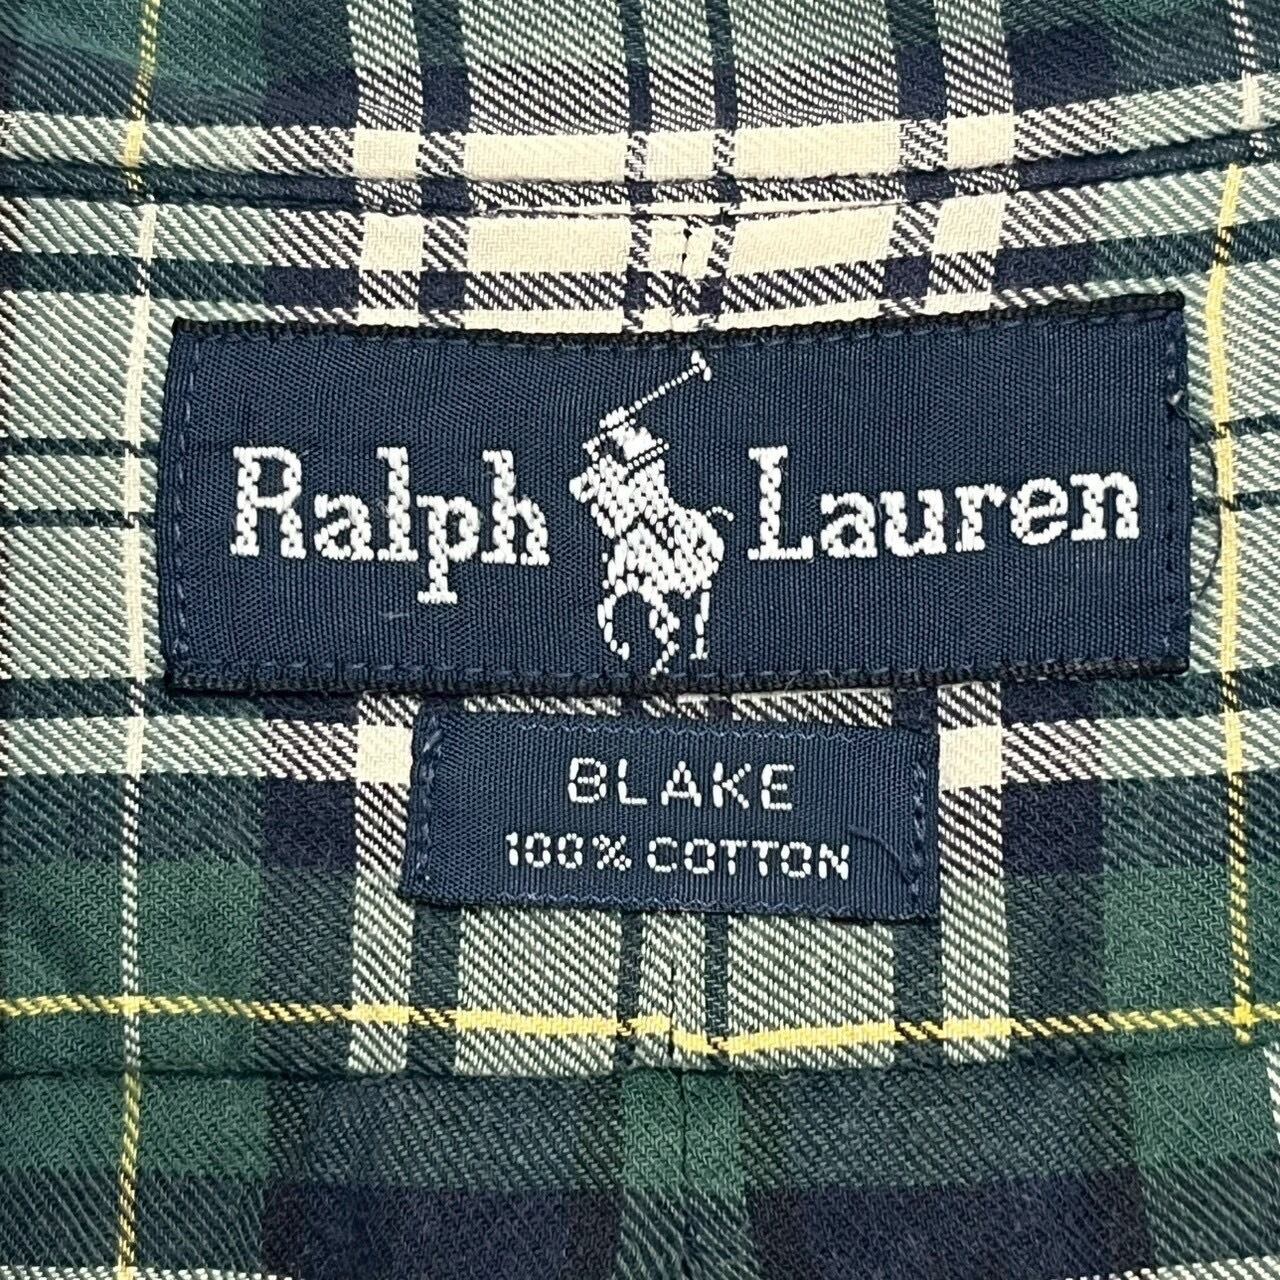 Ralph Lauren
BLAKE
100% COTTON